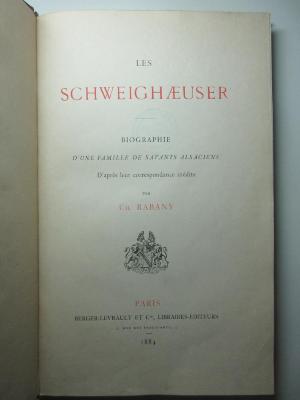 LES
SCHWEIGHÆUSER
BIOGRAPHIE
D'UNE FAMILLE DE SAVANTS ALSACIENS
D'après leur correspondance inédite
PAR
CH. RABANY
PARIS
BERGER-LEVRAULT ET Cie, LIBRAIRES-ÉDITEURS
1884